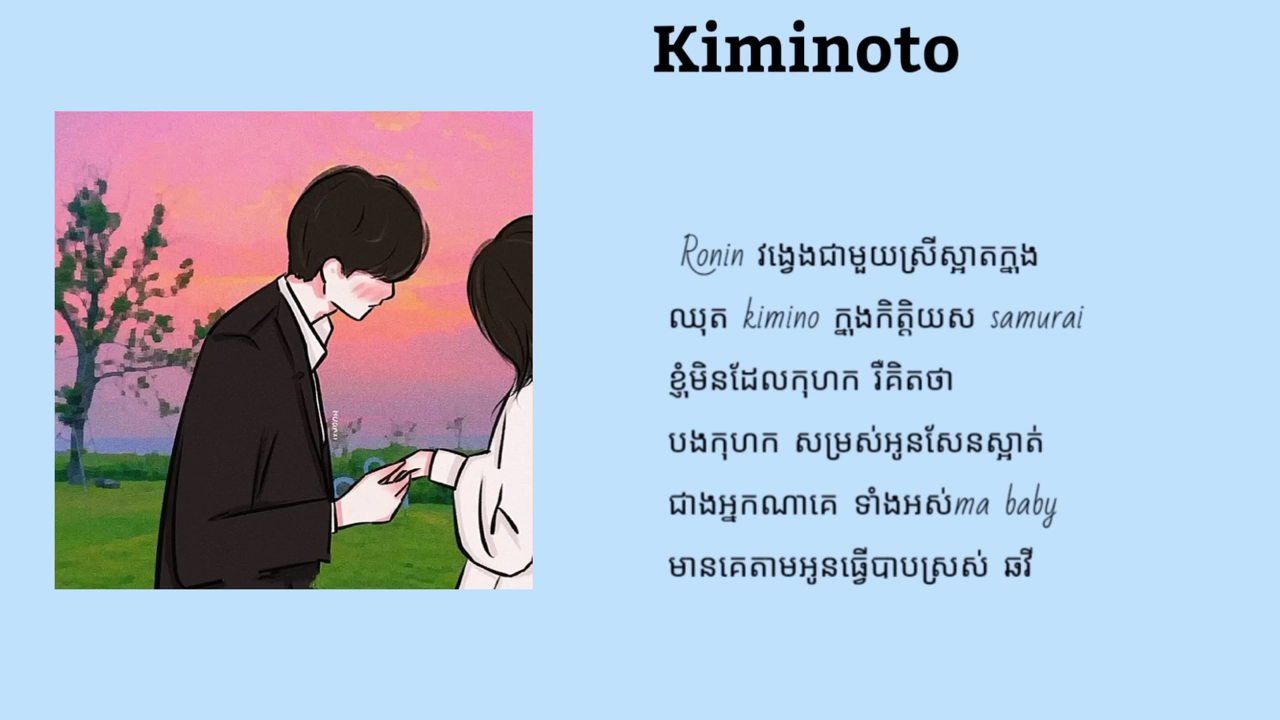 Kiminoto
Ronin វង្វេងជាមួយស្រីស្អាតក្នុង
ឈុត kimino ក្នុងកិត្តិយស samurai
ខ្ញុំមិនដែលកុហក រឺគិតថា
បងកុហក សម្រស់អូនសែនស្អាត់
ជាងអ្នកណាគេ ទាំងអស់ma baby
មានគេតាមអូនធ្វើបាបស្រស់ ឆវី